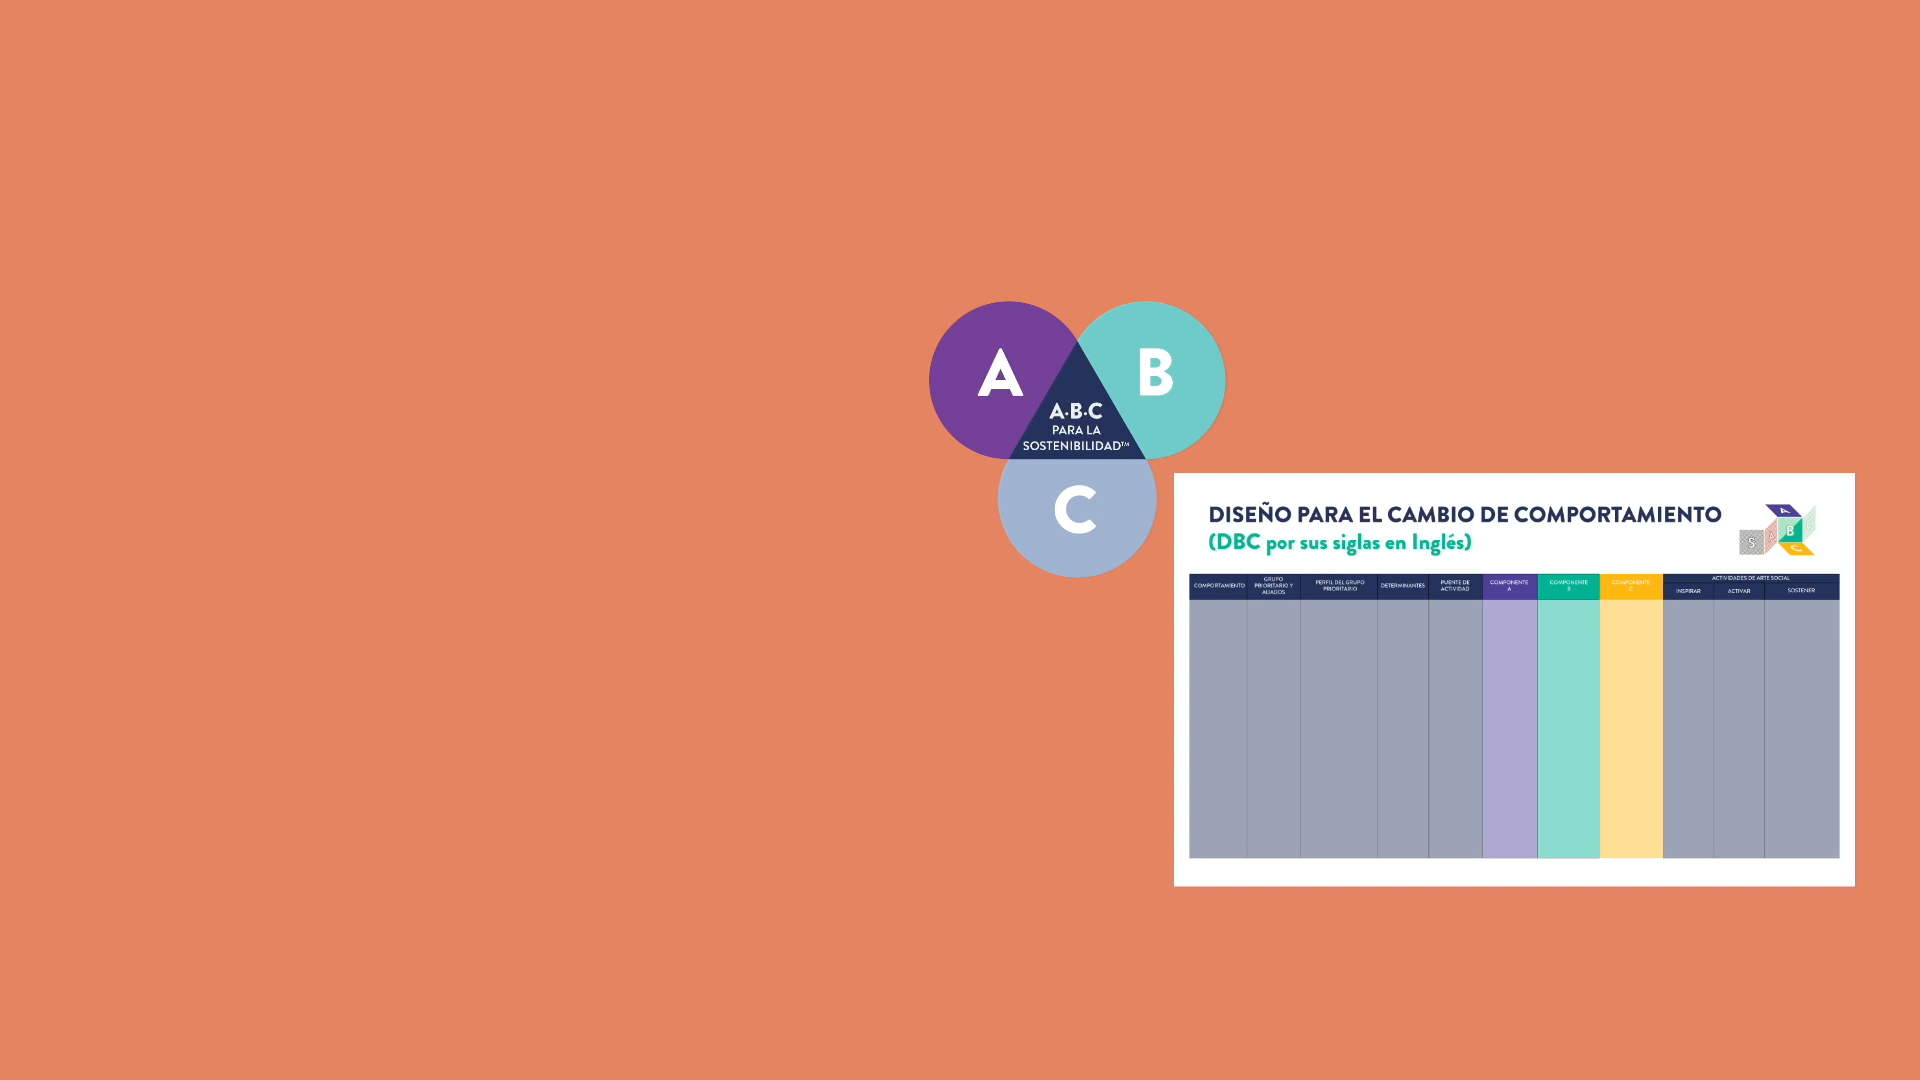 A
B
A·B·C
PARA LA
SOSTENIBILIDAD™
C
DISEÑO PARA EL CAMBIO DE COMPORTAMIENTO
(DBC por sus siglas en Inglés)
A
S A B
C
COMPORTAMIENTO
GRUPO
PRIORITARIO Y
ALIADOS
PERFIL DEL GRUPO
PRIORITARIO
DETERMINANTES
PUENTE DE
ACTIVIDAD
COMPONENTE
A
COMPONENTE
B
COMPONENTE
C
ACTIVIDADES DE ARTE SOCIAL
INSPIRAR
ACTIVAR
SOSTENER